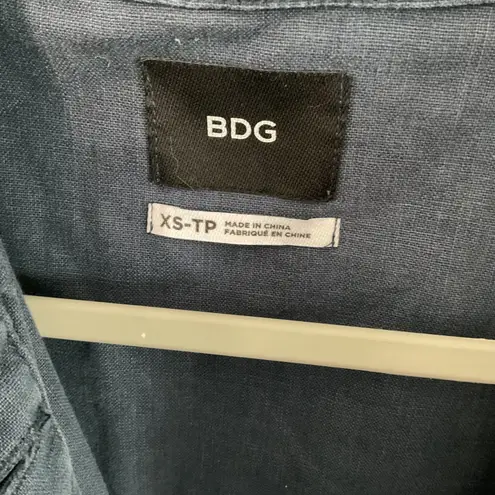 BDG
XS-TP
MADE IN CHINA
FABRIQUÉ EN CHINE